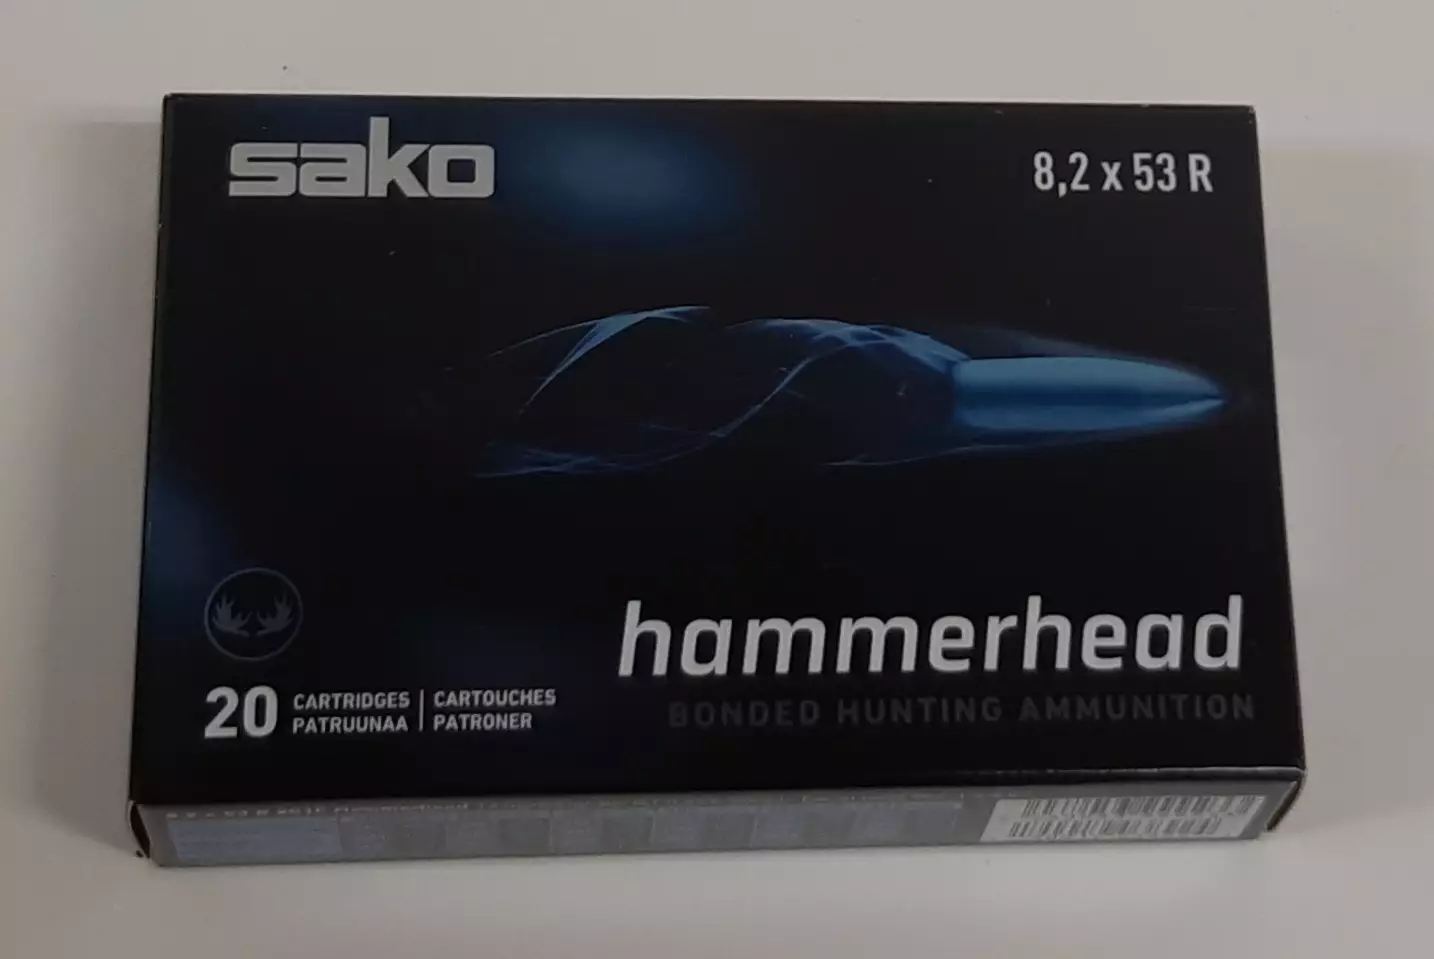 sako
8,2 x 53 R
hammerhead
BONDED HUNTING AMMUNITION
20
CARTRIDGES | CARTOUCHES
PATRUUNAA | PATRONER